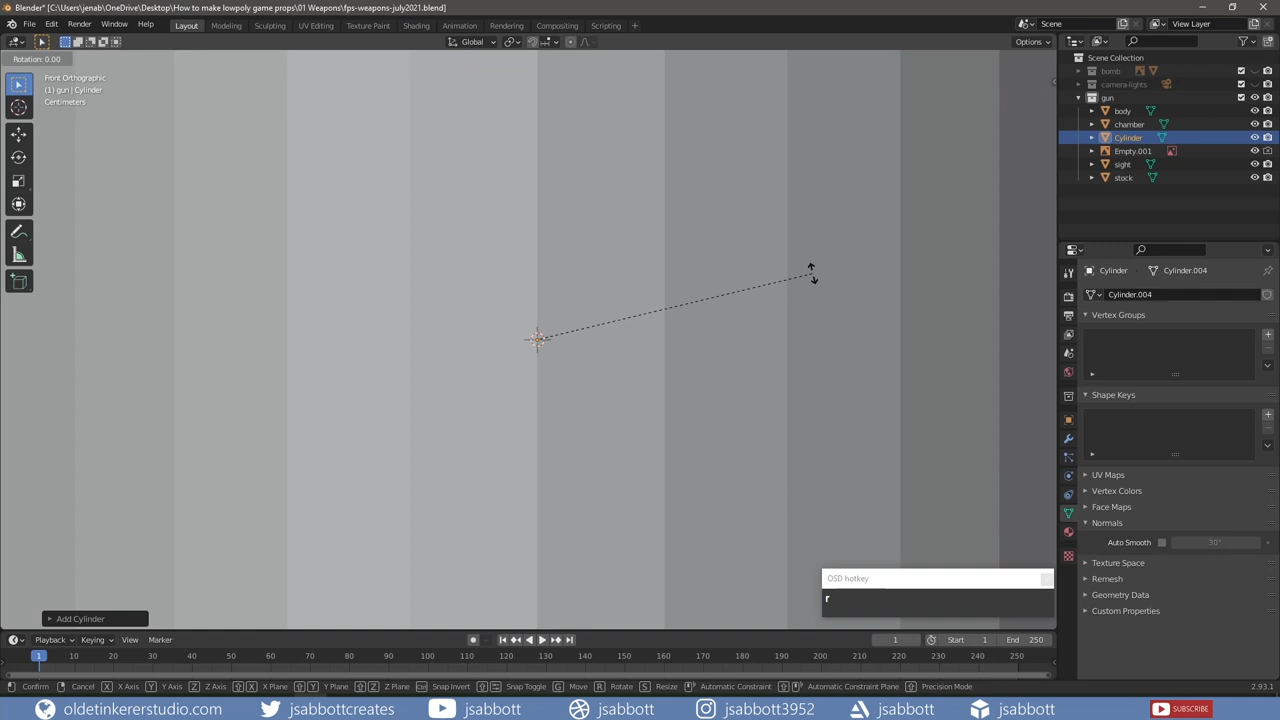 Blender* [C:\Users\jenab\OneDrive\Desktop\How to make lowpoly game props\01 Weapons\fps-weapons-july2021.blend]
File Edit Render Window Help Layout Modeling Sculpting UV Editing Texture Paint Shading Animation Rendering Compositing Scripting + Scene View Layer
Global Options
Rotation: 0.00
Front Orthographic
(1) gun | Cylinder
Centimeters
Scene Collection
bomb
camera-lights
gun
body
chamber
Cylinder
Empty.001
sight
stock
Cylinder Cylinder.004
Cylinder.004
Vertex Groups
Shape Keys
UV Maps
Vertex Colors
Face Maps
Normals
Auto Smooth 30°
Texture Space
Remesh
Geometry Data
Custom Properties
OSD hotkey
r
Add Cylinder
Playback Keying View Marker 1 Start 1 End 250
1 10 20 30 40 50 60 70 80 90 100 110 120 130 140 150 160 170 180 190 200 210 220 230 240 250
Confirm Cancel X X Axis Y Y Axis Z Z Axis X X Plane Y Y Plane Z Z Plane Ctrl Snap Invert Snap Toggle G Move R Rotate S Resize Automatic Constraint Automatic Constraint Plane Precision Mode 2.93.1
oldetinkererstudio.com jsabbottcreates jsabbott jsabbott jsabbott3952 jsabbott jsabbott SUBSCRIBE